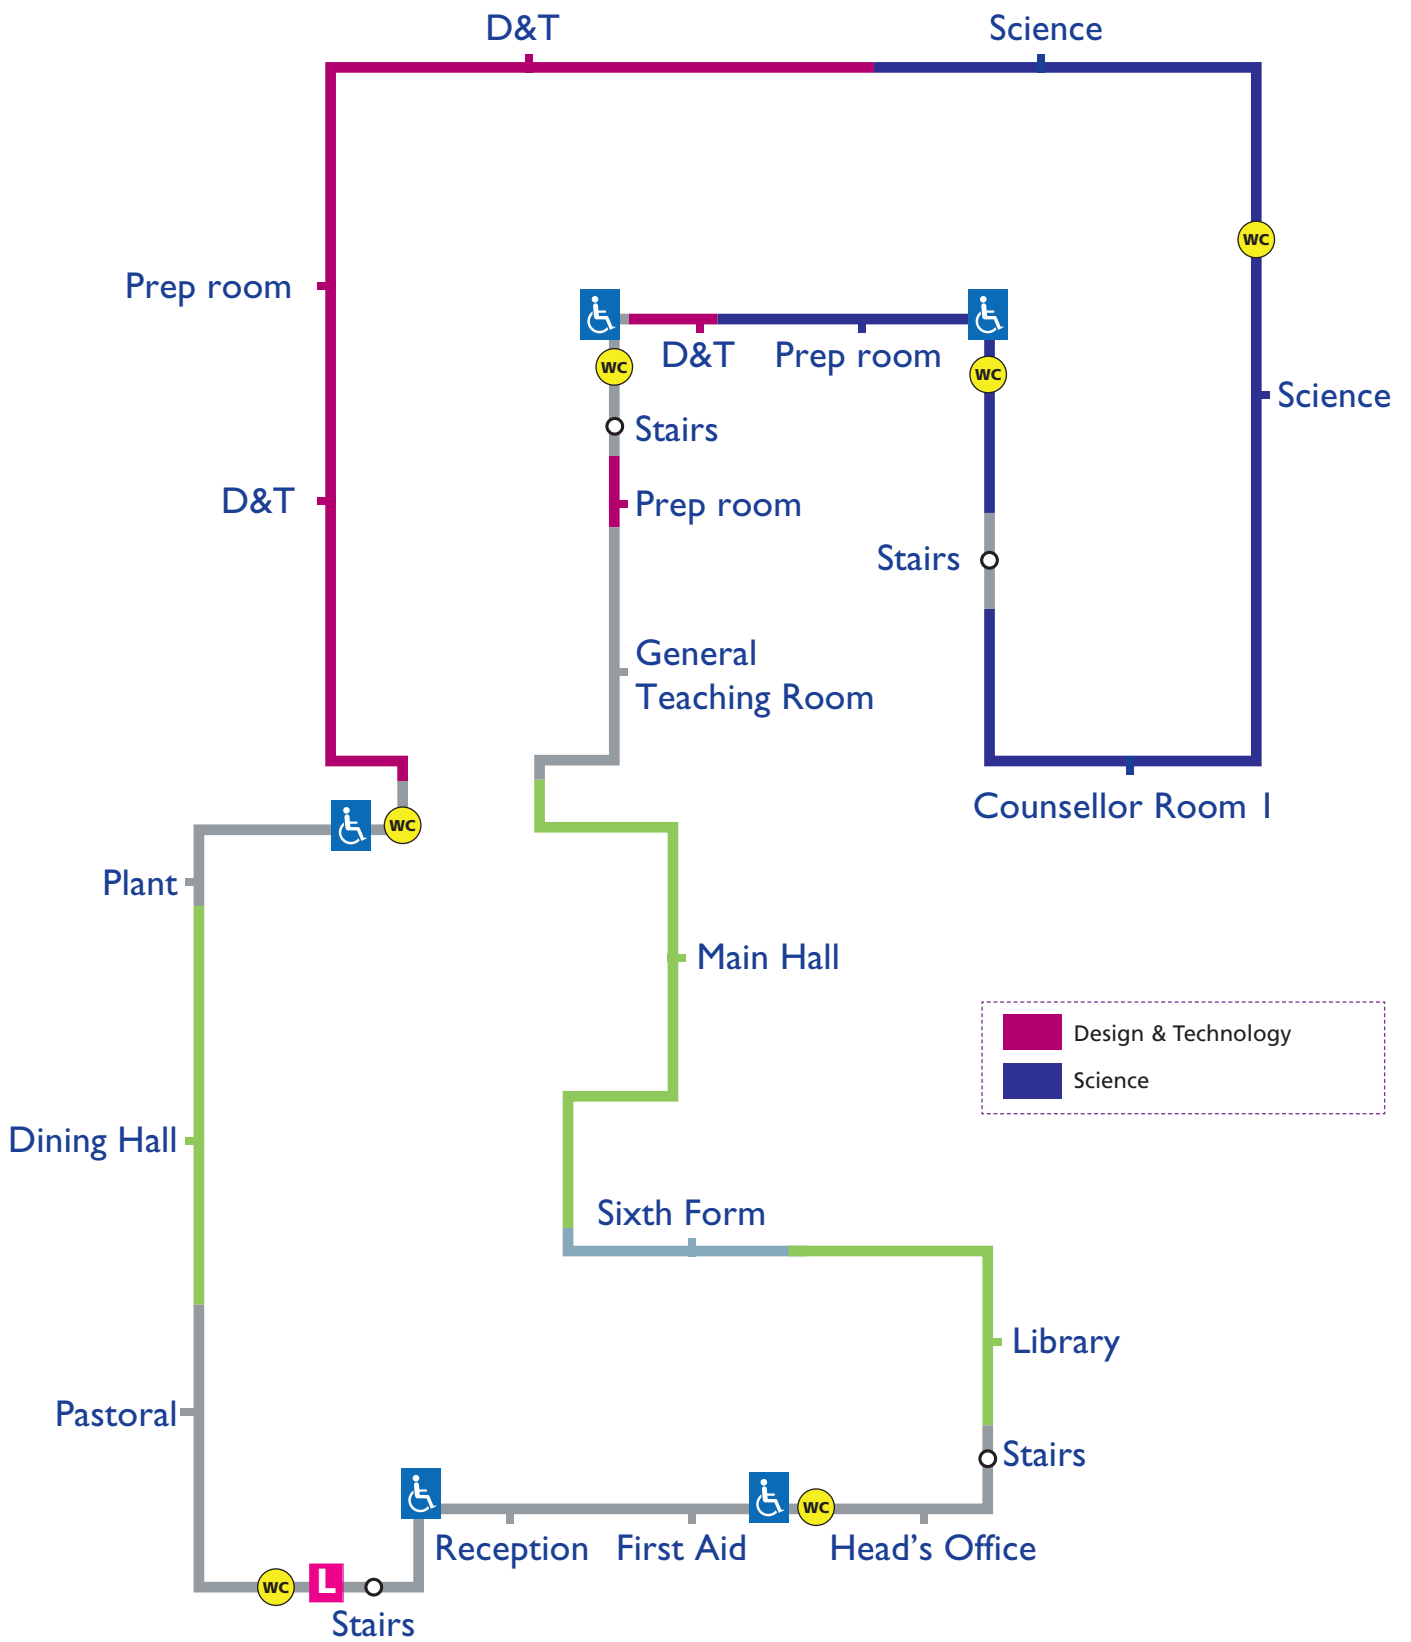 D&T
Science
WC
Prep room
D&T
Prep room
WC
WC
Science
Stairs
D&T
Prep room
Stairs
General
Teaching Room
Counsellor Room 1
WC
Plant
Main Hall
Design & Technology
Science
Dining Hall
Sixth Form
Library
Pastoral
Stairs
WC
Reception
First Aid
Head’s Office
WC
L
Stairs